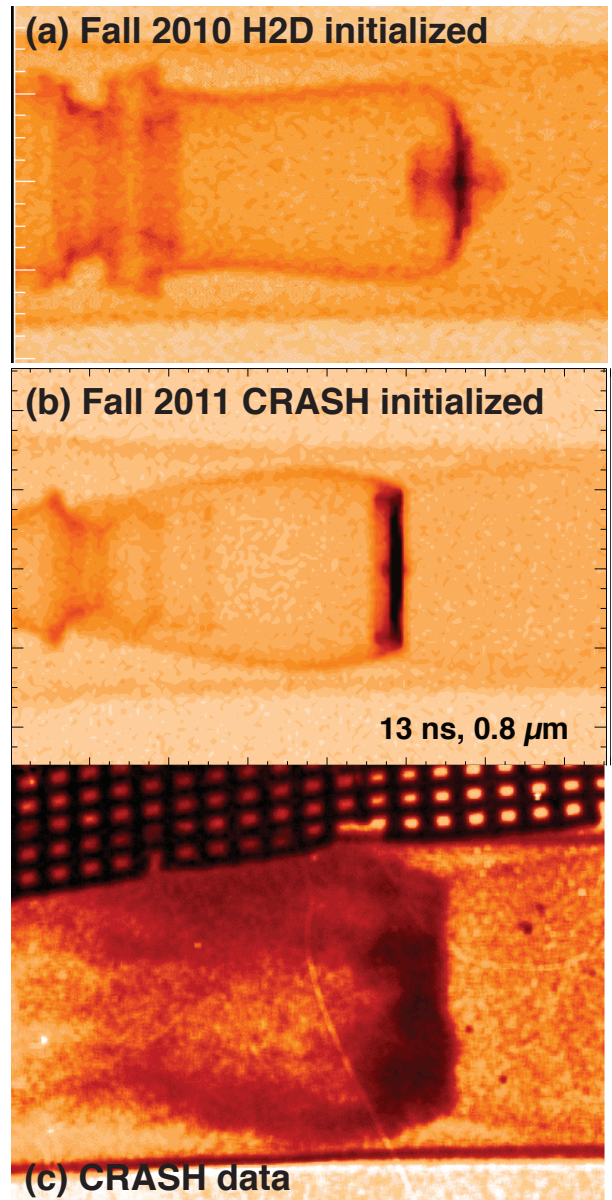 (a) Fall 2010 H2D initialized
(b) Fall 2011 CRASH initialized
13 ns, 0.8 µm
(c) CRASH data